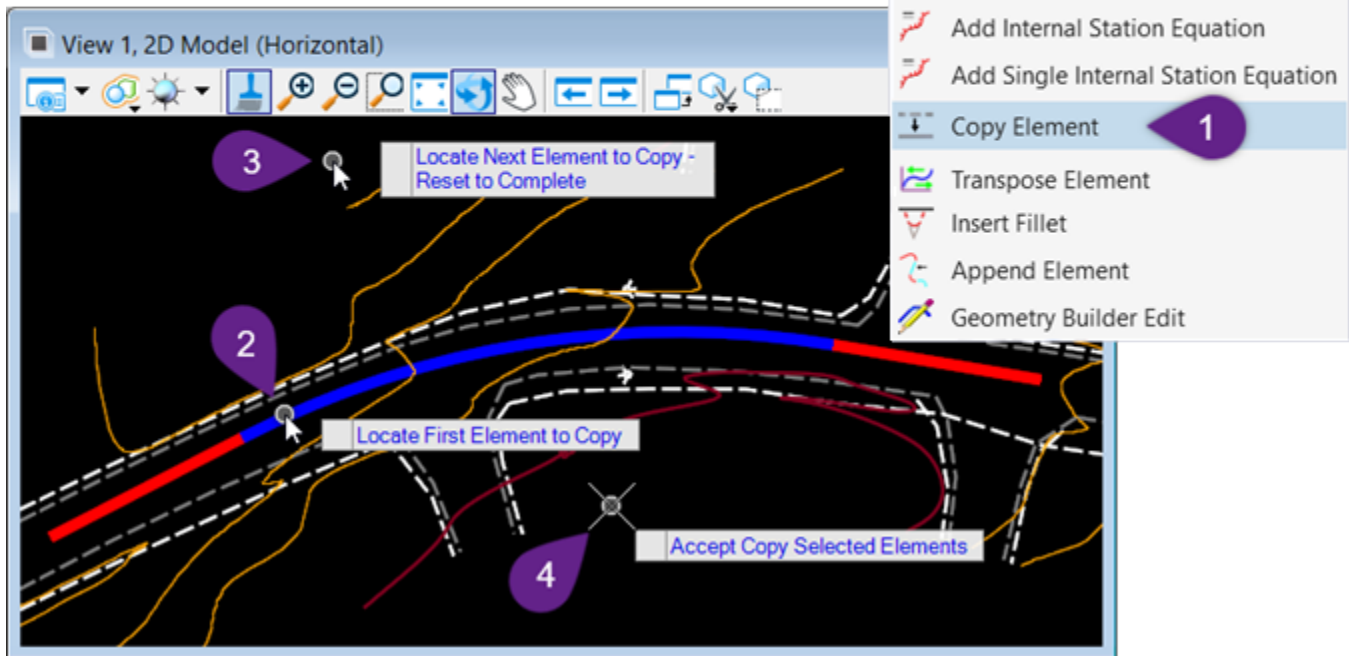 View 1, 2D Model (Horizontal)
Add Internal Station Equation
Add Single Internal Station Equation
Copy Element
1
Transpose Element
Insert Fillet
Append Element
Geometry Builder Edit
3
Locate Next Element to Copy -
Reset to Complete
2
Locate First Element to Copy
4
Accept Copy Selected Elements